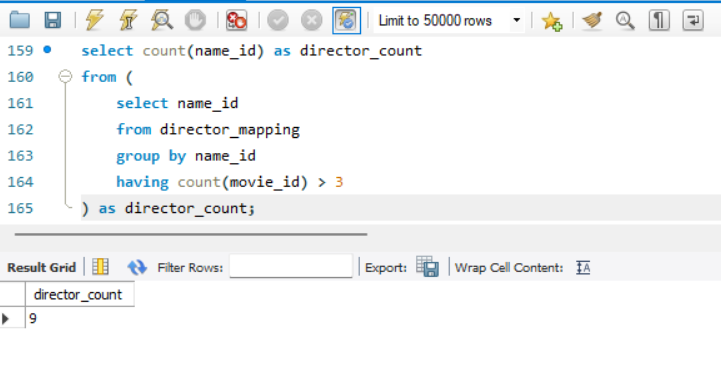 Limit to 50000 rows
159 select count(name_id) as director_count
160 from (
161 select name_id
162 from director_mapping
163 group by name_id
164 having count(movie_id) > 3
165 ) as director_count;
Result Grid Filter Rows: Export: Wrap Cell Content: IA
director_count
9